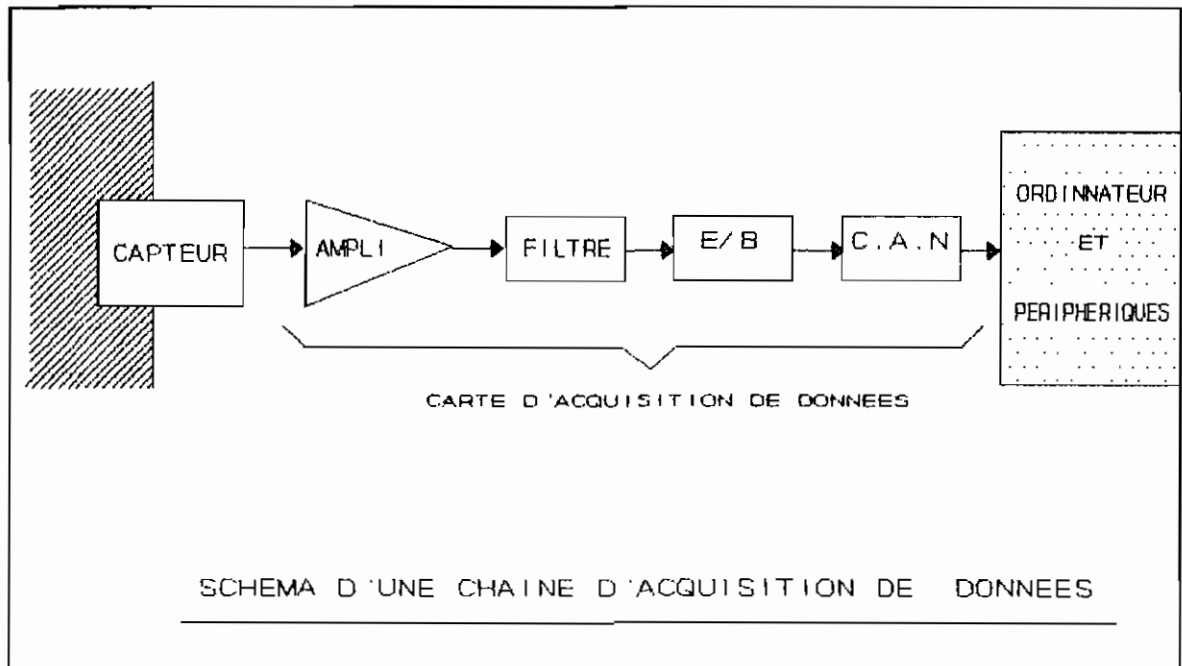 CAPTEUR
AMPLI
FILTRE
E/B
C.A.N
ORDINNATEUR
ET
PERIPHERIQUES
CARTE D'ACQUISITION DE DONNEES
SCHEMA D'UNE CHAINE D'ACQUISITION DE DONNEES